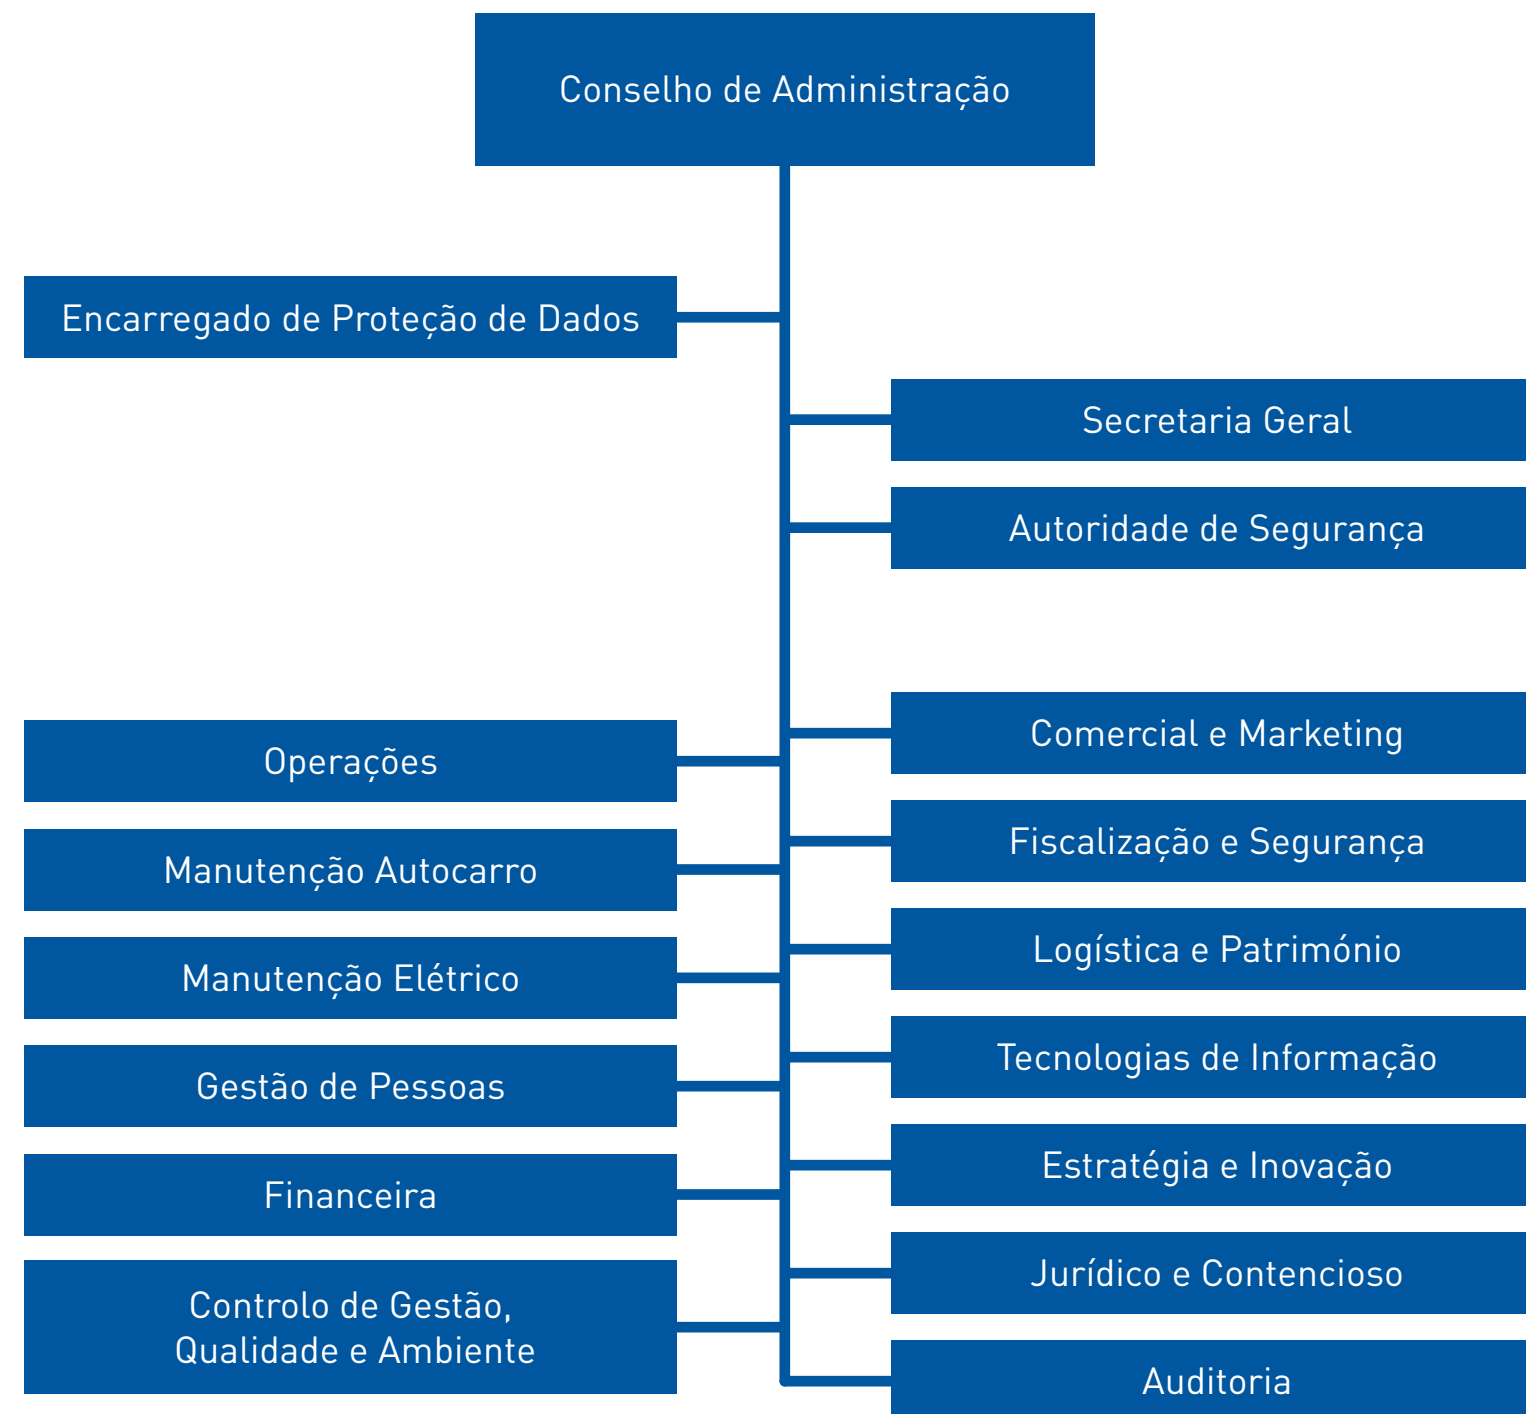 Conselho de Administração
Encarregado de Proteção de Dados
Secretaria Geral
Autoridade de Segurança
Operações
Manutenção Autocarro
Manutenção Elétrico
Gestão de Pessoas
Financeira
Controlo de Gestão,
Qualidade e Ambiente
Comercial e Marketing
Fiscalização e Segurança
Logística e Património
Tecnologias de Informação
Estratégia e Inovação
Jurídico e Contencioso
Auditoria